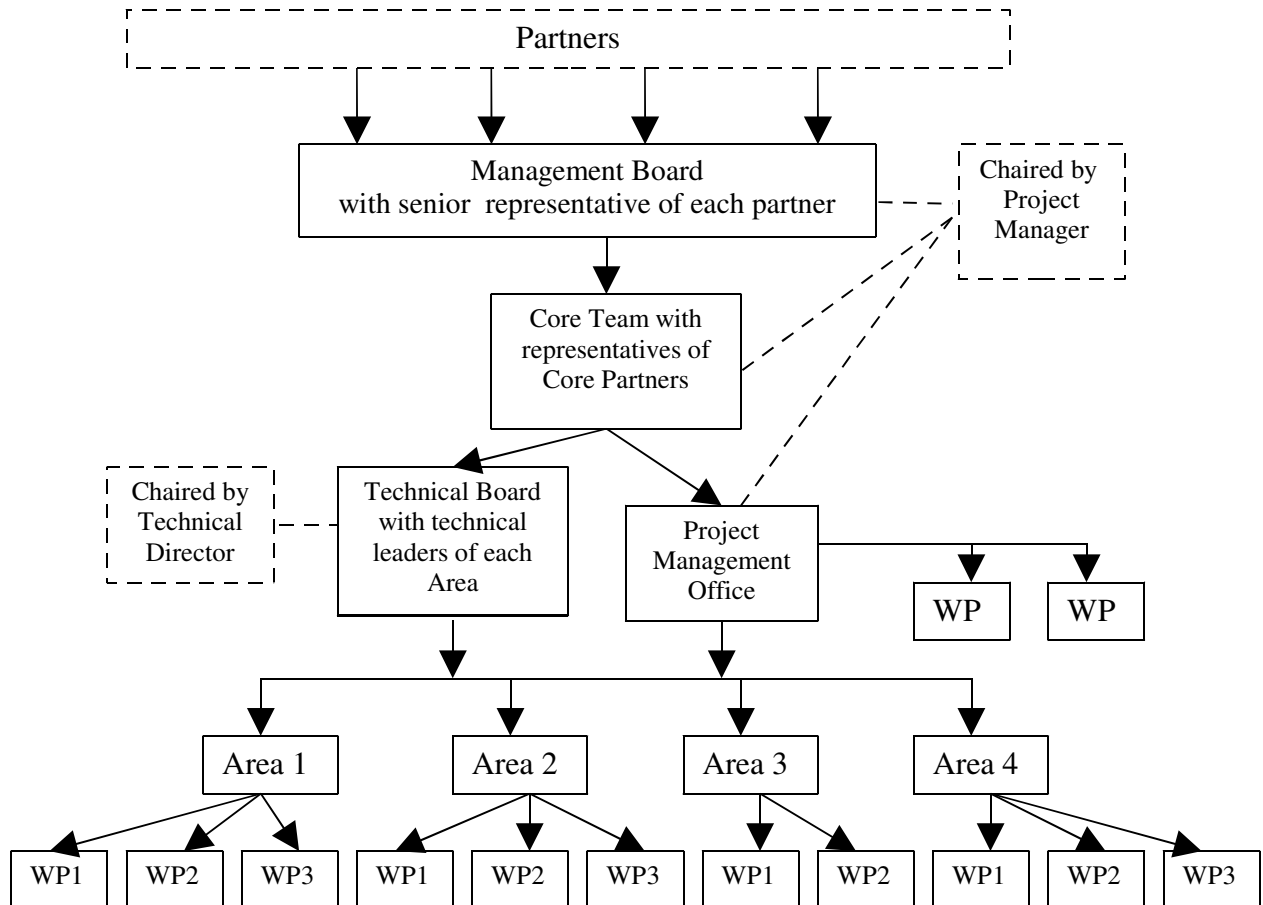 Partners
Management Board
with senior representative of each partner
Chaired by
Project
Manager
Core Team with
representatives of
Core Partners
Chaired by
Technical
Director
Technical Board
with technical
leaders of each
Area
Project
Management
Office
WP
WP
Area 1
Area 2
Area 3
Area 4
WP1
WP2
WP3
WP1
WP2
WP3
WP1
WP2
WP1
WP2
WP3